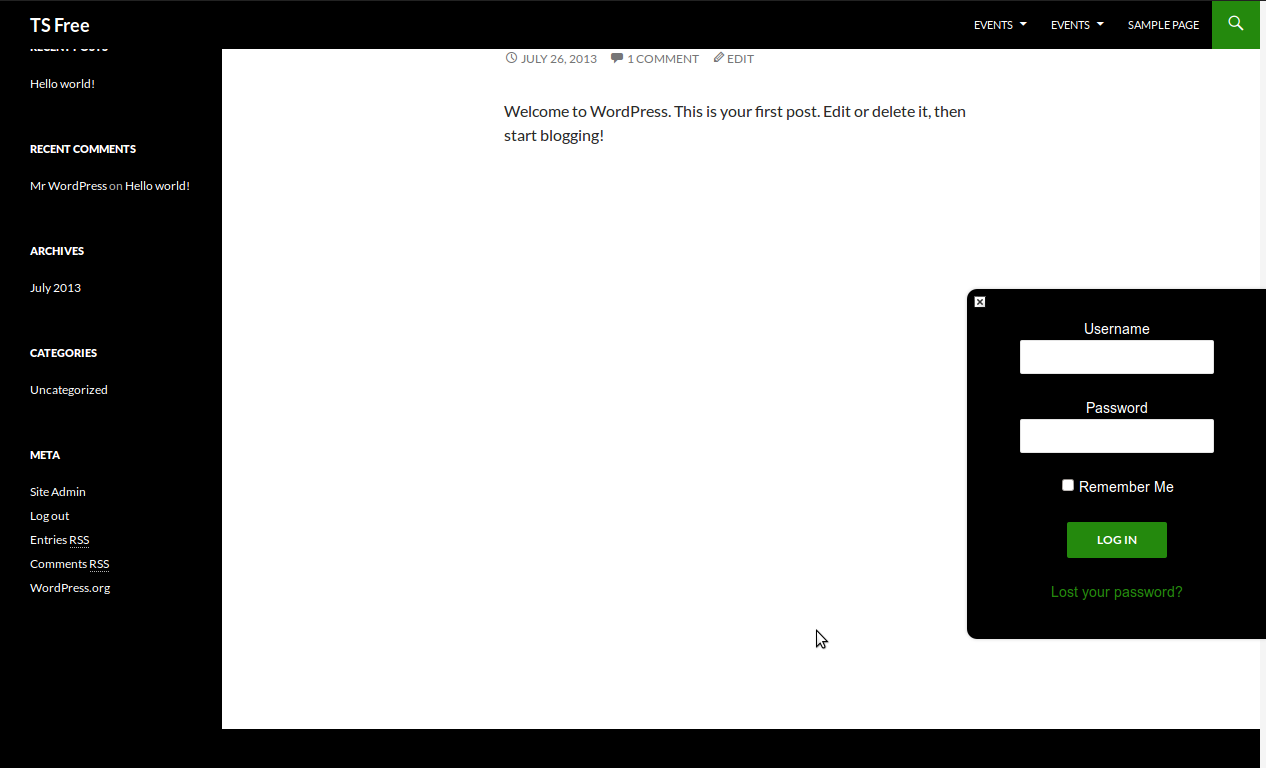 TS Free
EVENTS
EVENTS
SAMPLE PAGE
RECENT POSTS
Hello world!
RECENT COMMENTS
Mr WordPress on Hello world!
ARCHIVES
July 2013
CATEGORIES
Uncategorized
META
Site Admin
Log out
Entries RSS
Comments RSS
WordPress.org
JULY 26, 2013 1 COMMENT EDIT
Welcome to WordPress. This is your first post. Edit or delete it, then
start blogging!
Username
Password
Remember Me
LOG IN
Lost your password?